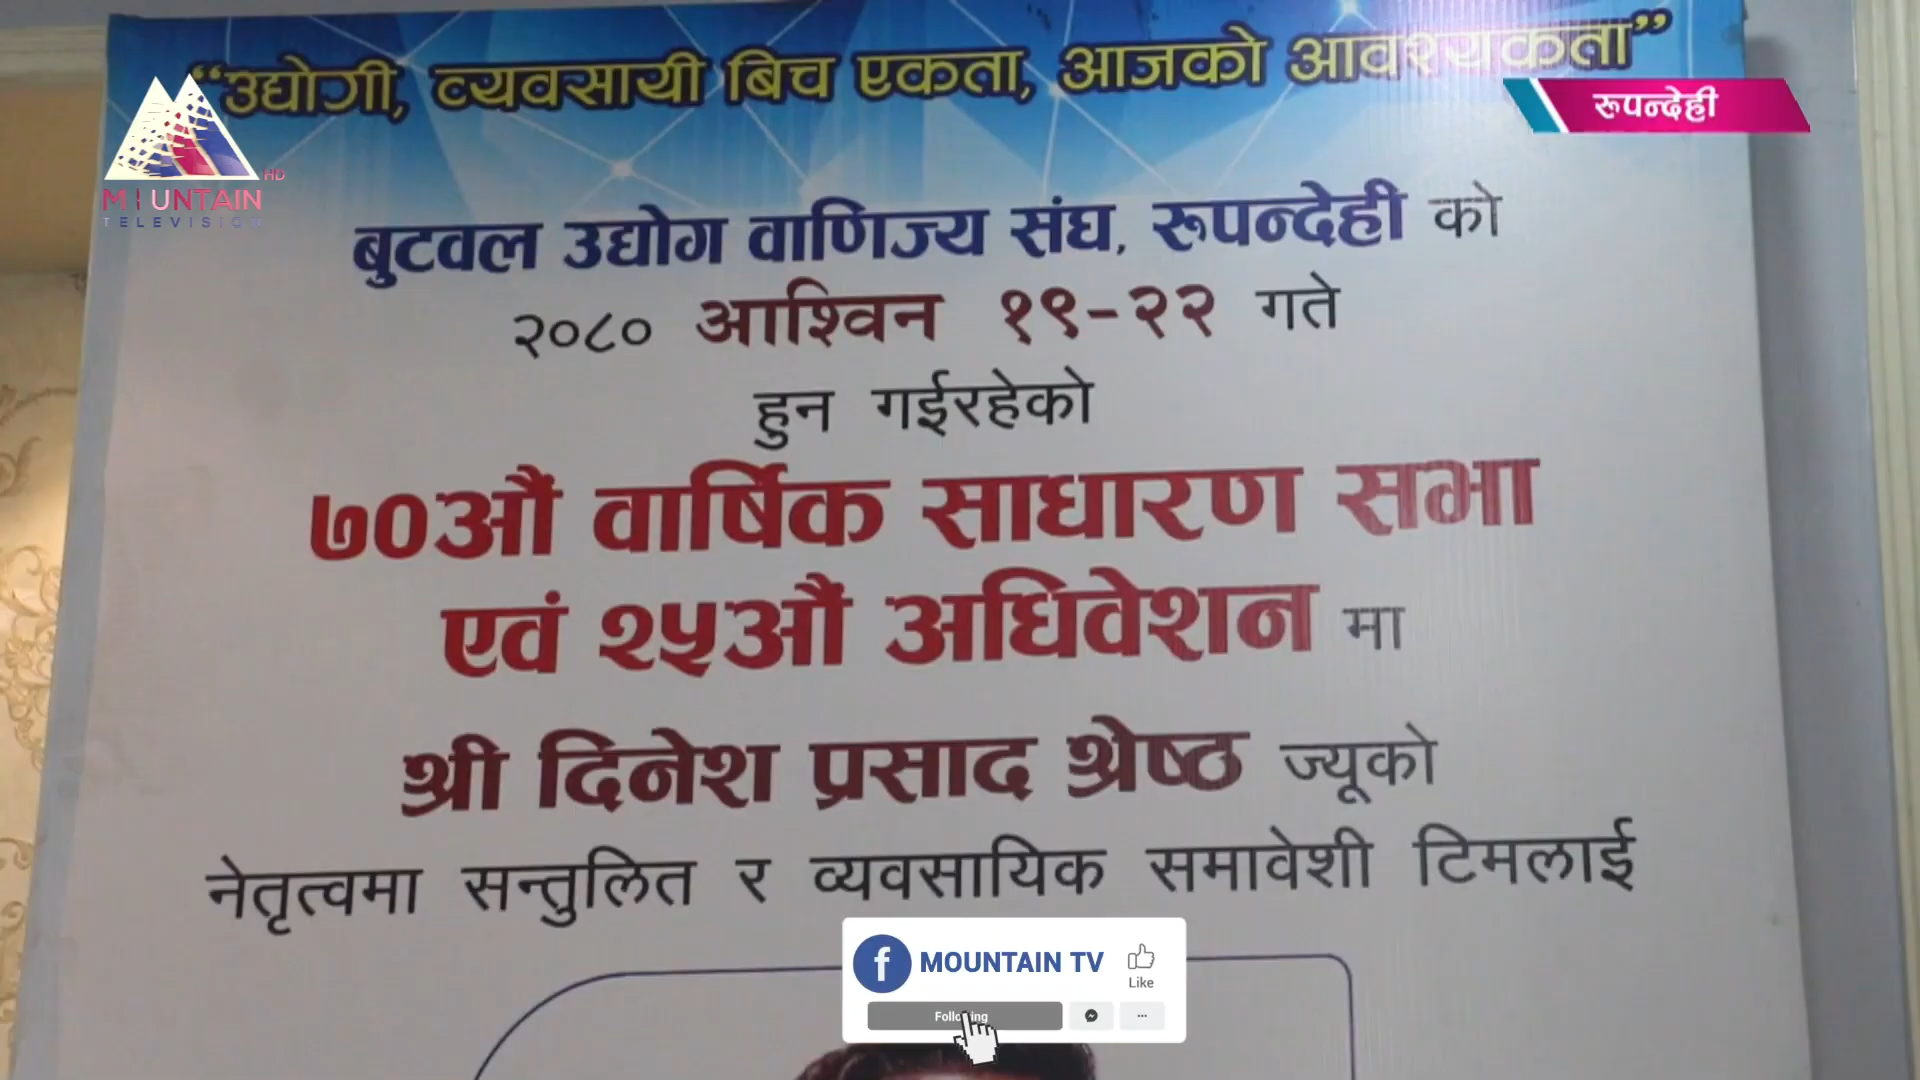 “उद्योगी, व्यवसायी बिच एकता, आजको आवश्यकता”
रुपन्देही
MOUNTAIN HD
TELEVISION
बुटवल उद्योग वाणिज्य संघ, रुपन्देही को
२०८० आश्विन १९-२२ गते
हुन गईरहेको
७०औं वार्षिक साधारण सभा
एवं २५औं अधिवेशन मा
श्री दिनेश प्रसाद श्रेष्ठ ज्यूको
नेतृत्वमा सन्तुलित र व्यवसायिक समावेशी टिमलाई
f MOUNTAIN TV
Like
Following